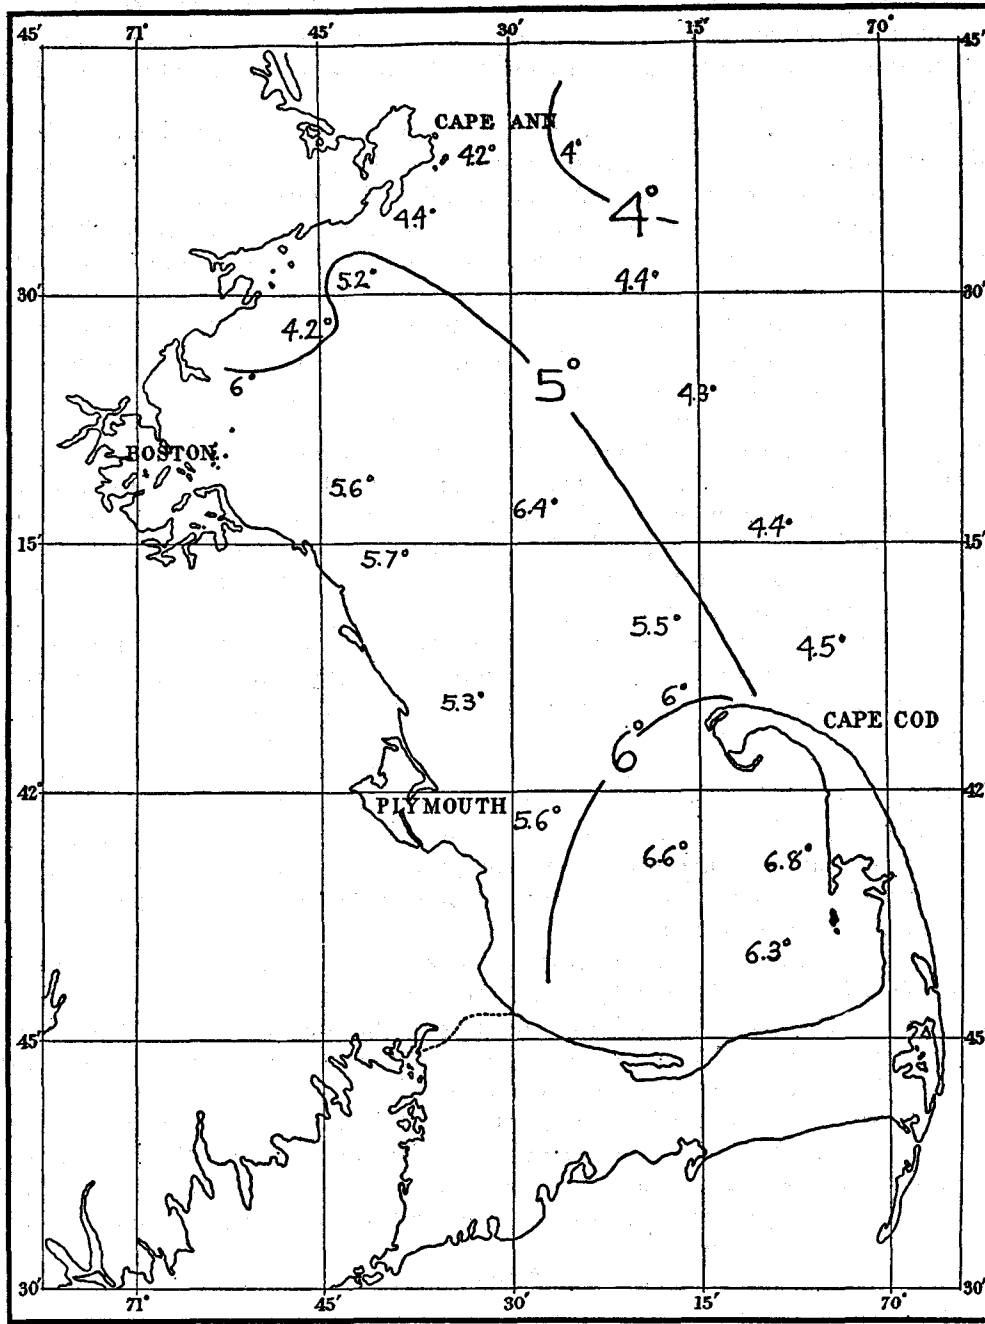 45′ 71° 45′ 30′ 15′ 70° 45′
CAPE ANN
4.2° 4°
4.4° 4°
5.2° 4.4°
30′ 30′
4.2°
6° 5° 4.3°
BOSTON
5.6° 6.4° 4.4°
15′ 15′
5.7°
5.5° 4.5°
5.3° 6°
6° CAPE COD
42° 42°
PLYMOUTH 5.6°
6.6° 6.8°
6.3°
45′ 45′
30′ 30′
71° 45′ 30′ 15′ 70°